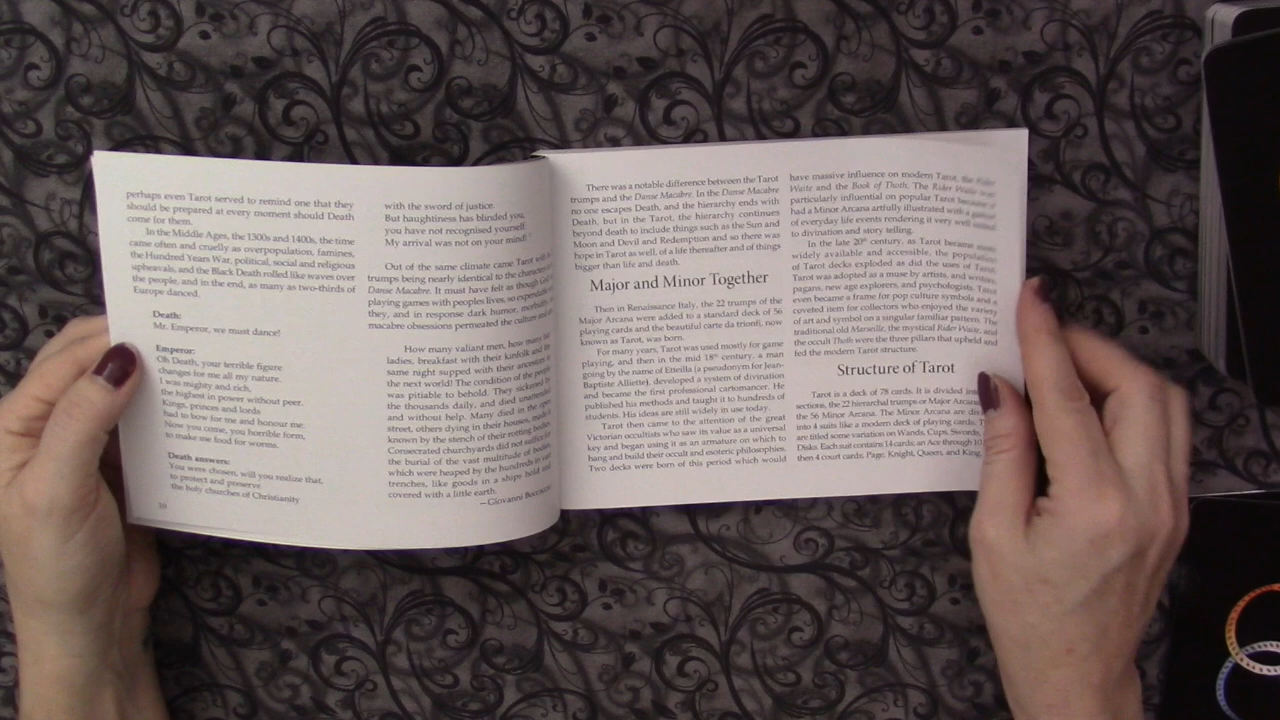 perhaps even Tarot served to remind one that they
should be prepared at every moment should Death
come for them.
In the Middle Ages, the 1300s and 1400s, the time
came often and cruelly as overpopulation, famines,
the Hundred Years War, political, social and religious
upheavals, and the Black Death rolled like waves over
the people, and in the end, as many as two-thirds of
Europe danced.
Death:
Mr. Emperor, we must dance!
Emperor:
Oh Death, your terrible figure
changes for me all my nature.
I was mighty and rich,
the highest in power without peer.
Kings, princes and lords
had to bow for me and honour me.
Now you come, you horrible form,
to make me food for worms.
Death answers:
You were chosen, will you realize that,
to protect and preserve
the holy churches of Christianity
with the sword of justice.
But haughtiness has blinded you,
you have not recognised yourself.
My arrival was not on your mind!
Out of the same climate came Tarot with
trumps being nearly identical to the characters
Danse Macabre. It must have felt as though God
playing games with peoples lives, so expendable
they, and in response dark humor, morbidity,
macabre obsessions permeated the culture and
How many valiant men, how many
ladies, breakfast with their kinfolk and the
same night supped with their ancestors in
the next world! The condition of the people
was pitiable to behold. They sickened by
the thousands daily, and died unattended
and without help. Many died in the open
street, others dying in their houses, made it
known by the stench of their rotting bodies.
Consecrated churchyards did not suffice for
the burial of the vast multitude of bodies
which were heaped by the hundreds in vast
trenches, like goods in a ships hold and
covered with a little earth.
— Giovanni Boccaccio
There was a notable difference between the Tarot
trumps and the Danse Macabre. In the Danse Macabre
no one escapes Death, and the hierarchy ends with
Death, but in the Tarot, the hierarchy continues
beyond death to include things such as the Sun and
Moon and Devil and Redemption and so there was
hope in Tarot as well, of a life thereafter and of things
bigger than life and death.
Major and Minor Together
Then in Renaissance Italy, the 22 trumps of the
Major Arcana were added to a standard deck of 56
playing cards and the beautiful carte da trionfi, now
known as Tarot, was born.
For many years, Tarot was used mostly for game
playing, and then in the mid 18th century, a man
going by the name of Etteilla (a pseudonym for Jean-
Baptiste Alliette), developed a system of divination
and became the first professional cartomancer. He
published his methods and taught it to hundreds of
students. His ideas are still widely in use today.
Tarot then came to the attention of the great
Victorian occultists who saw its value as a universal
key and began using it as an armature on which to
hang and build their occult and esoteric philosophies.
Two decks were born of this period which would
have massive influence on modern Tarot, the Rider
Waite and the Book of Thoth. The Rider Waite was
particularly influential on popular Tarot because it
had a Minor Arcana artfully illustrated with a
of everyday life events rendering it very well suited
to divination and story telling.
In the late 20th century, as Tarot became more
widely available and accessible, the population
of Tarot decks exploded as did the uses of Tarot.
Tarot was adopted as a muse by artists, and writers,
pagans, new age explorers, and psychologists. Tarot
even became a frame for pop culture symbols and a
coveted item for collectors who enjoyed the variety
of art and symbol on a singular familiar pattern. The
traditional old Marseille, the mystical Rider Waite, and
the occult Thoth were the three pillars that upheld and
fed the modern Tarot structure.
Structure of Tarot
Tarot is a deck of 78 cards. It is divided into
sections, the 22 hierarchal trumps or Major Arcana
the 56 Minor Arcana. The Minor Arcana are
into 4 suits like a modern deck of playing cards.
are titled some variation on Wands, Cups, Swords,
Disks. Each suit contains 14 cards; an Ace through 10
then 4 court cards; Page, Knight, Queen, and King.